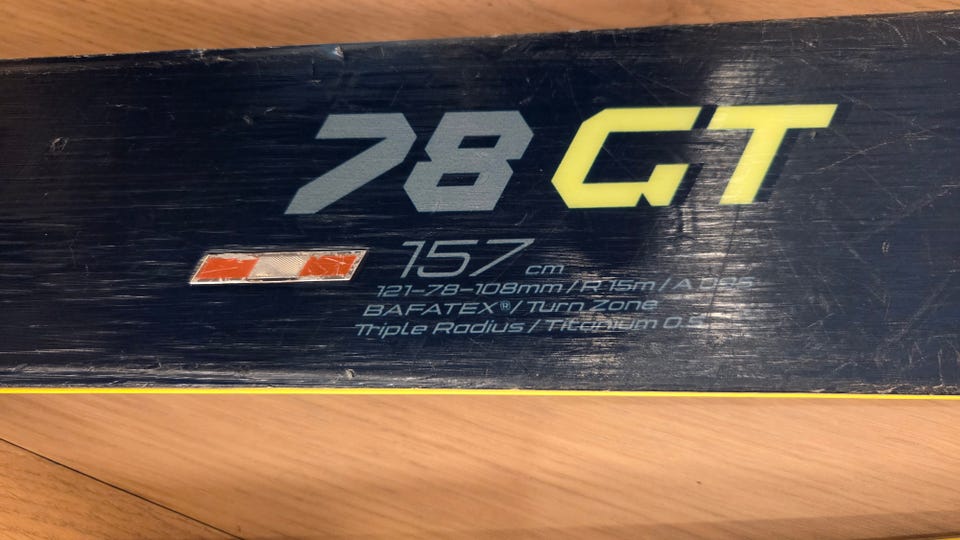 78 GT
157 cm
121-78-108mm / R 15m / A
BAFATEX® / Turn Zone
Triple Radius / Titanium 0.5